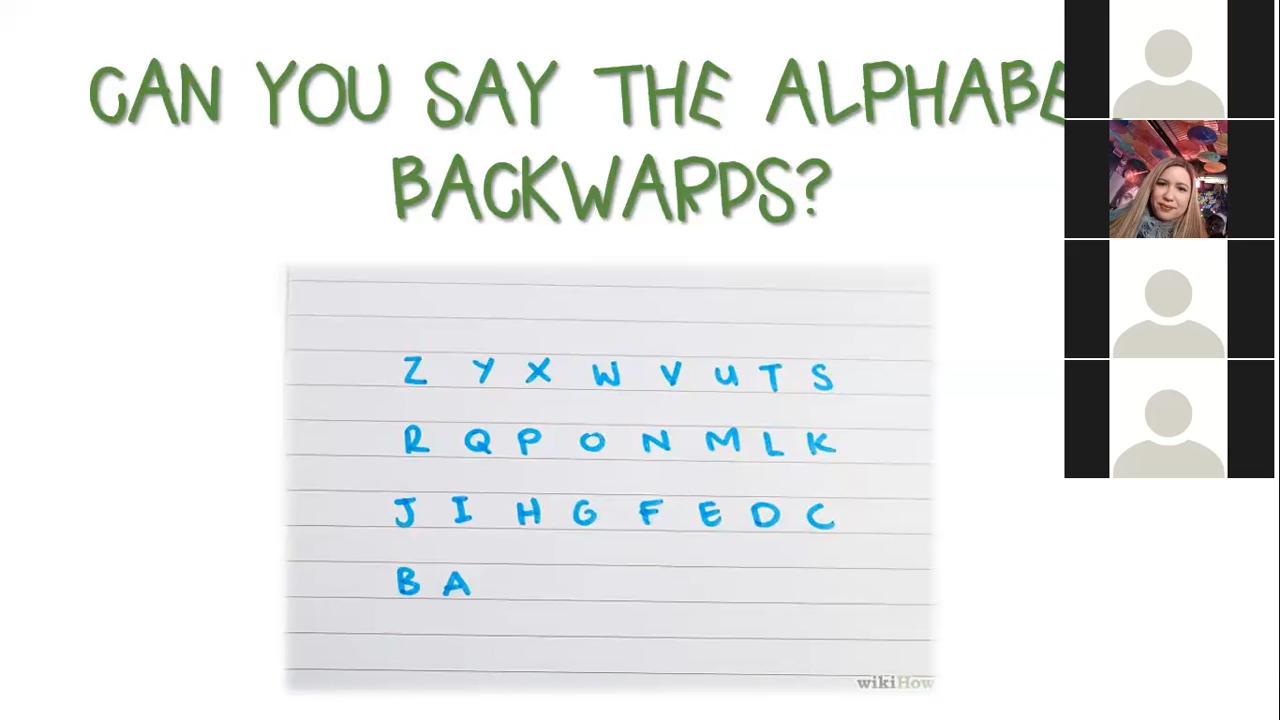 CAN YOU SAY THE ALPHABE
BACKWARDS?
Z Y X W V U T S
R Q P O N M L K
J I H G F E D C
B A
wikiHow